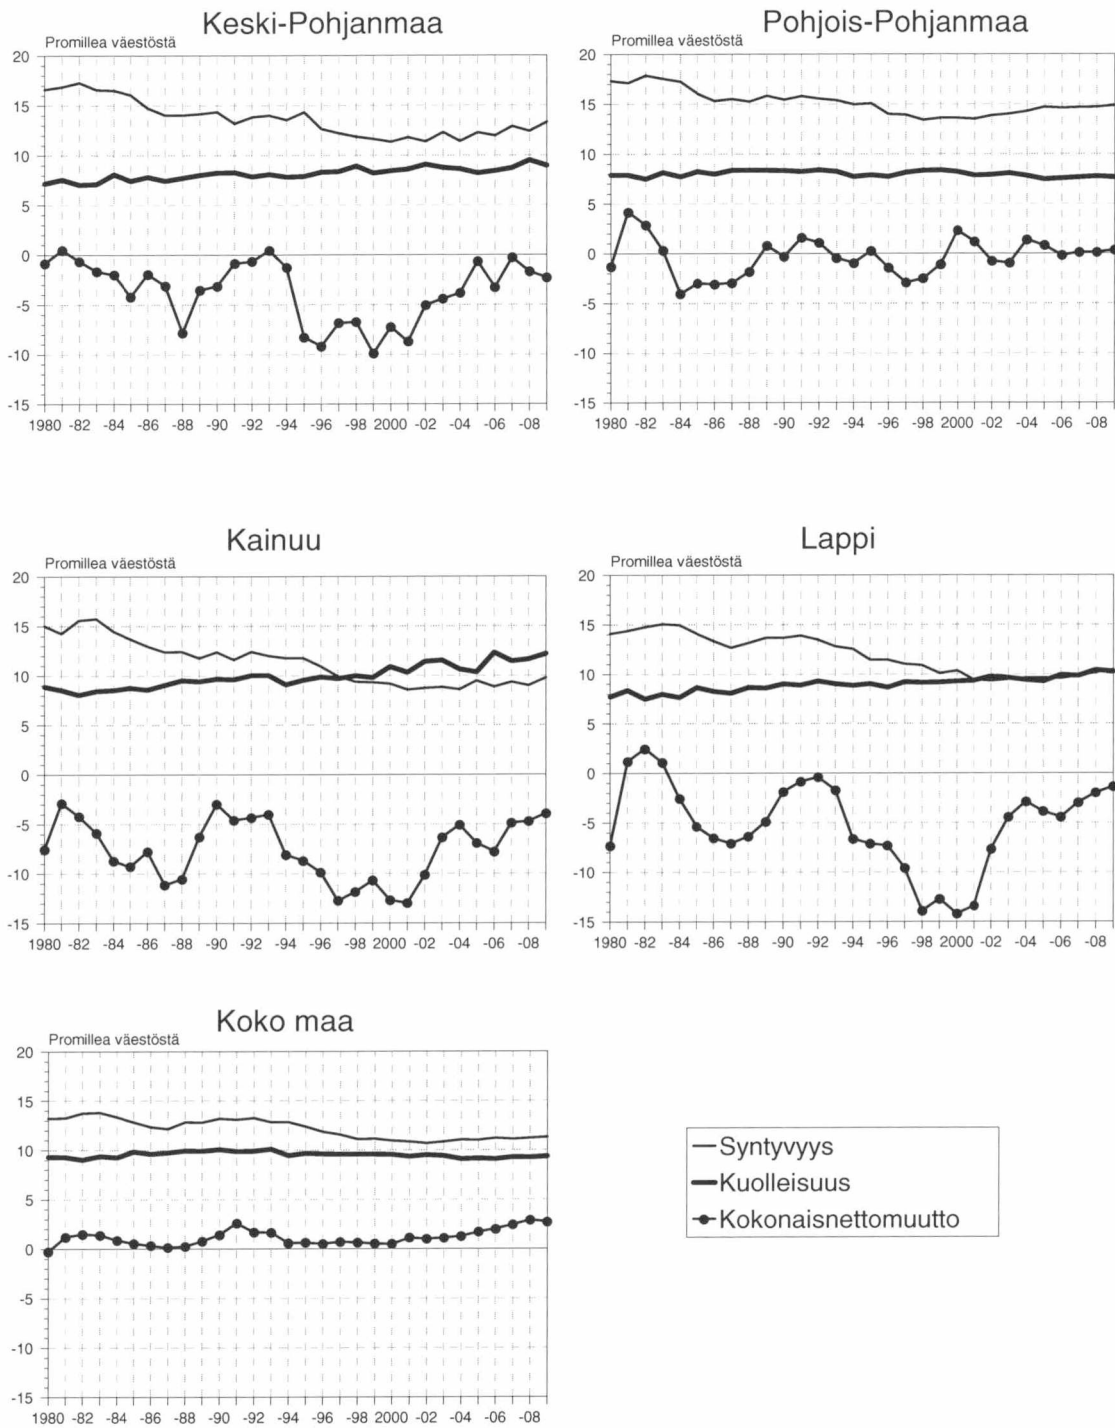 Keski-Pohjanmaa
Promillea väestöstä
20
15
10
5
0
-5
-10
-15
1980 -82 -84 -86 -88 -90 -92 -94 -96 -98 2000 -02 -04 -06 -08
Pohjois-Pohjanmaa
Promillea väestöstä
20
15
10
5
0
-5
-10
-15
1980 -82 -84 -86 -88 -90 -92 -94 -96 -98 2000 -02 -04 -06 -08
Kainuu
Promillea väestöstä
20
15
10
5
0
-5
-10
-15
1980 -82 -84 -86 -88 -90 -92 -94 -96 -98 2000 -02 -04 -06 -08
Lappi
Promillea väestöstä
20
15
10
5
0
-5
-10
-15
1980 -82 -84 -86 -88 -90 -92 -94 -96 -98 2000 -02 -04 -06 -08
Koko maa
Promillea väestöstä
20
15
10
5
0
-5
-10
-15
1980 -82 -84 -86 -88 -90 -92 -94 -96 -98 2000 -02 -04 -06 -08
Syntyvyys
Kuolleisuus
Kokonaisnettomuutto